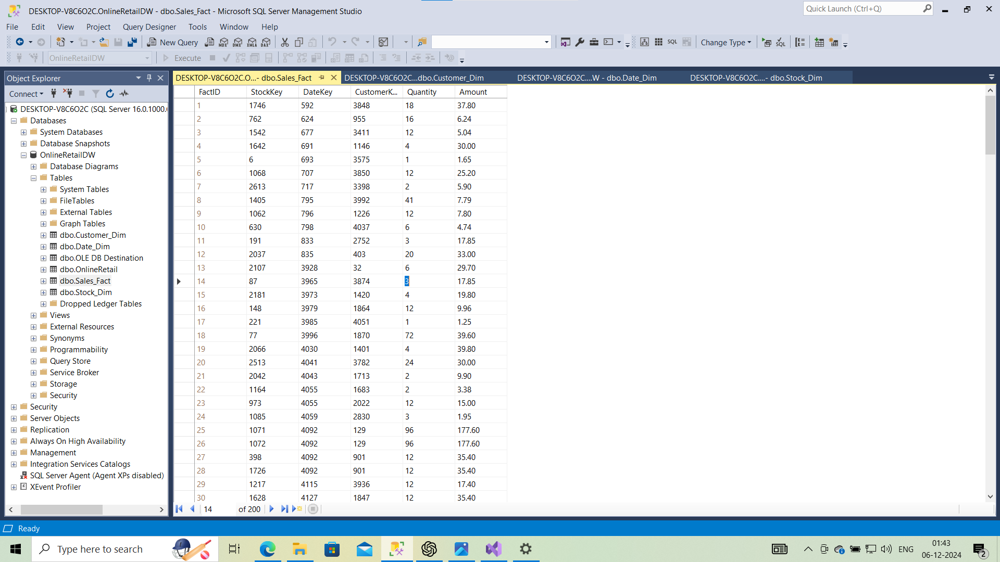 DESKTOP-V8C6O2C.OnlineRetailDW - dbo.Sales_Fact - Microsoft SQL Server Management Studio
Quick Launch (Ctrl+Q)
File Edit View Project Query Designer Tools Window Help
New Query MDX DMX XMLA DAX SQL Change Type
OnlineRetailDW Execute
Object Explorer
Connect
DESKTOP-V8C6O2C (SQL Server 16.0.1000.
Databases
System Databases
Database Snapshots
OnlineRetailDW
Database Diagrams
Tables
System Tables
FileTables
External Tables
Graph Tables
dbo.Customer_Dim
dbo.Date_Dim
dbo.OLE DB Destination
dbo.OnlineRetail
dbo.Sales_Fact
dbo.Stock_Dim
Dropped Ledger Tables
Views
External Resources
Synonyms
Programmability
Query Store
Service Broker
Storage
Security
Security
Server Objects
Replication
Always On High Availability
Management
Integration Services Catalogs
SQL Server Agent (Agent XPs disabled)
XEvent Profiler
DESKTOP-V8C6O2C.O...- dbo.Sales_Fact DESKTOP-V8C6O2C...dbo.Customer_Dim DESKTOP-V8C6O2C....W - dbo.Date_Dim DESKTOP-V8C6O2C....- dbo.Stock_Dim
FactID StockKey DateKey CustomerK... Quantity Amount
1 1746 592 3848 18 37.80
2 762 624 955 16 6.24
3 1542 677 3411 12 5.04
4 1642 691 1146 4 30.00
5 6 693 3575 1 1.65
6 1068 707 3850 12 25.20
7 2613 717 3398 2 5.90
8 1405 795 3992 41 7.79
9 1062 796 1226 12 7.80
10 630 798 4037 6 4.74
11 191 833 2752 3 17.85
12 2037 835 403 20 33.00
13 2107 3928 32 6 29.70
14 87 3965 3874 3 17.85
15 2181 3973 1420 4 19.80
16 148 3979 1864 12 9.96
17 221 3985 4051 1 1.25
18 77 3996 1870 72 39.60
19 2066 4030 1401 4 39.80
20 2513 4041 3782 24 30.00
21 2042 4043 1713 2 9.90
22 1164 4055 1683 2 3.38
23 973 4055 2022 12 15.00
24 1085 4059 2830 3 1.95
25 1071 4092 129 96 177.60
26 1072 4092 129 96 177.60
27 398 4092 901 12 35.40
28 1726 4092 901 12 35.40
29 1217 4115 3936 12 17.40
30 1628 4127 1847 12 35.40
14 of 200
Ready
Type here to search
ENG
01:43
06-12-2024
2